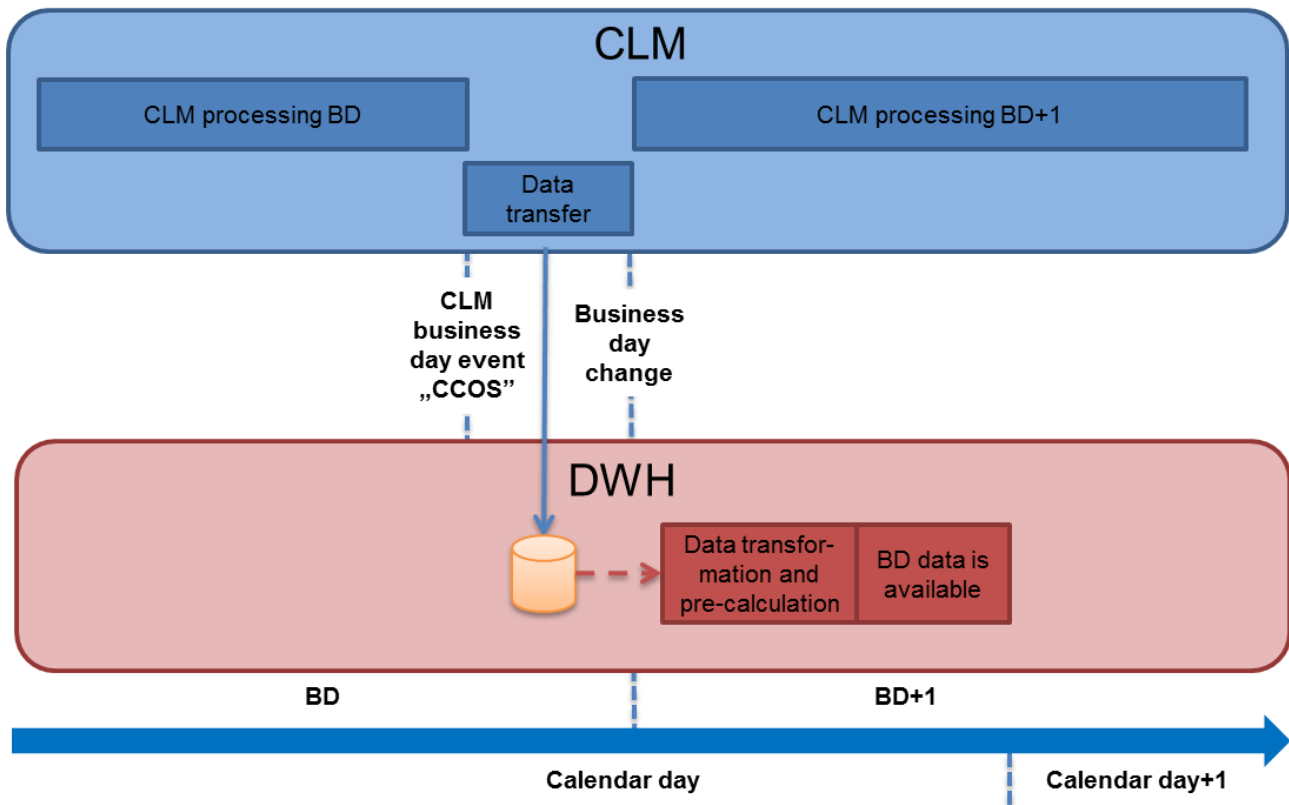 CLM
CLM processing BD
CLM processing BD+1
Data
transfer
CLM
business
day event
„CCOS”
Business
day
change
DWH
Data transfor-
mation and
pre-calculation
BD data is
available
BD
BD+1
Calendar day
Calendar day+1